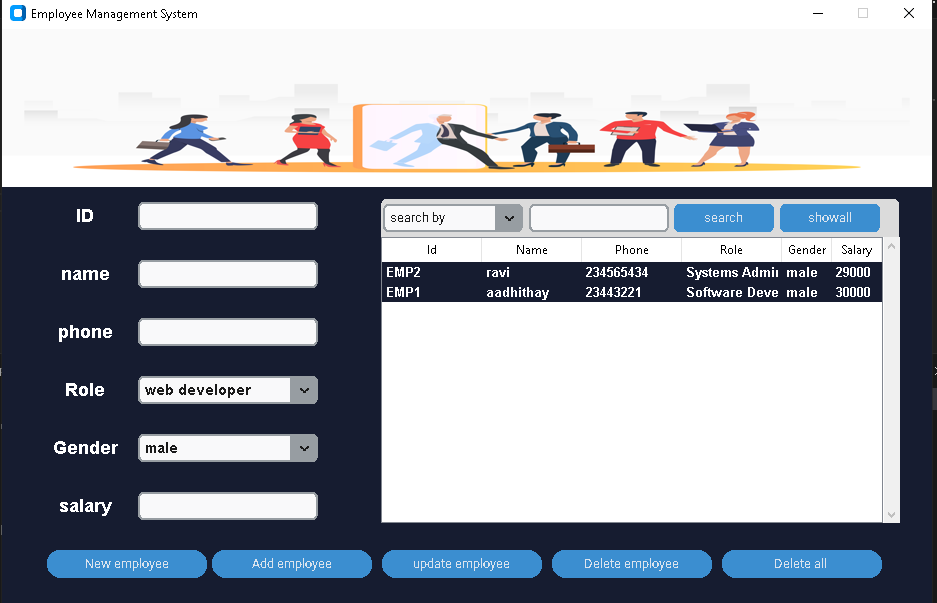 Employee Management System
ID
name
phone
Role web developer
Gender male
salary
search by search showall
Id Name Phone Role Gender Salary
EMP2 ravi 234565434 Systems Admi male 29000
EMP1 aadhithay 23443221 Software Deve male 30000
New employee Add employee update employee Delete employee Delete all